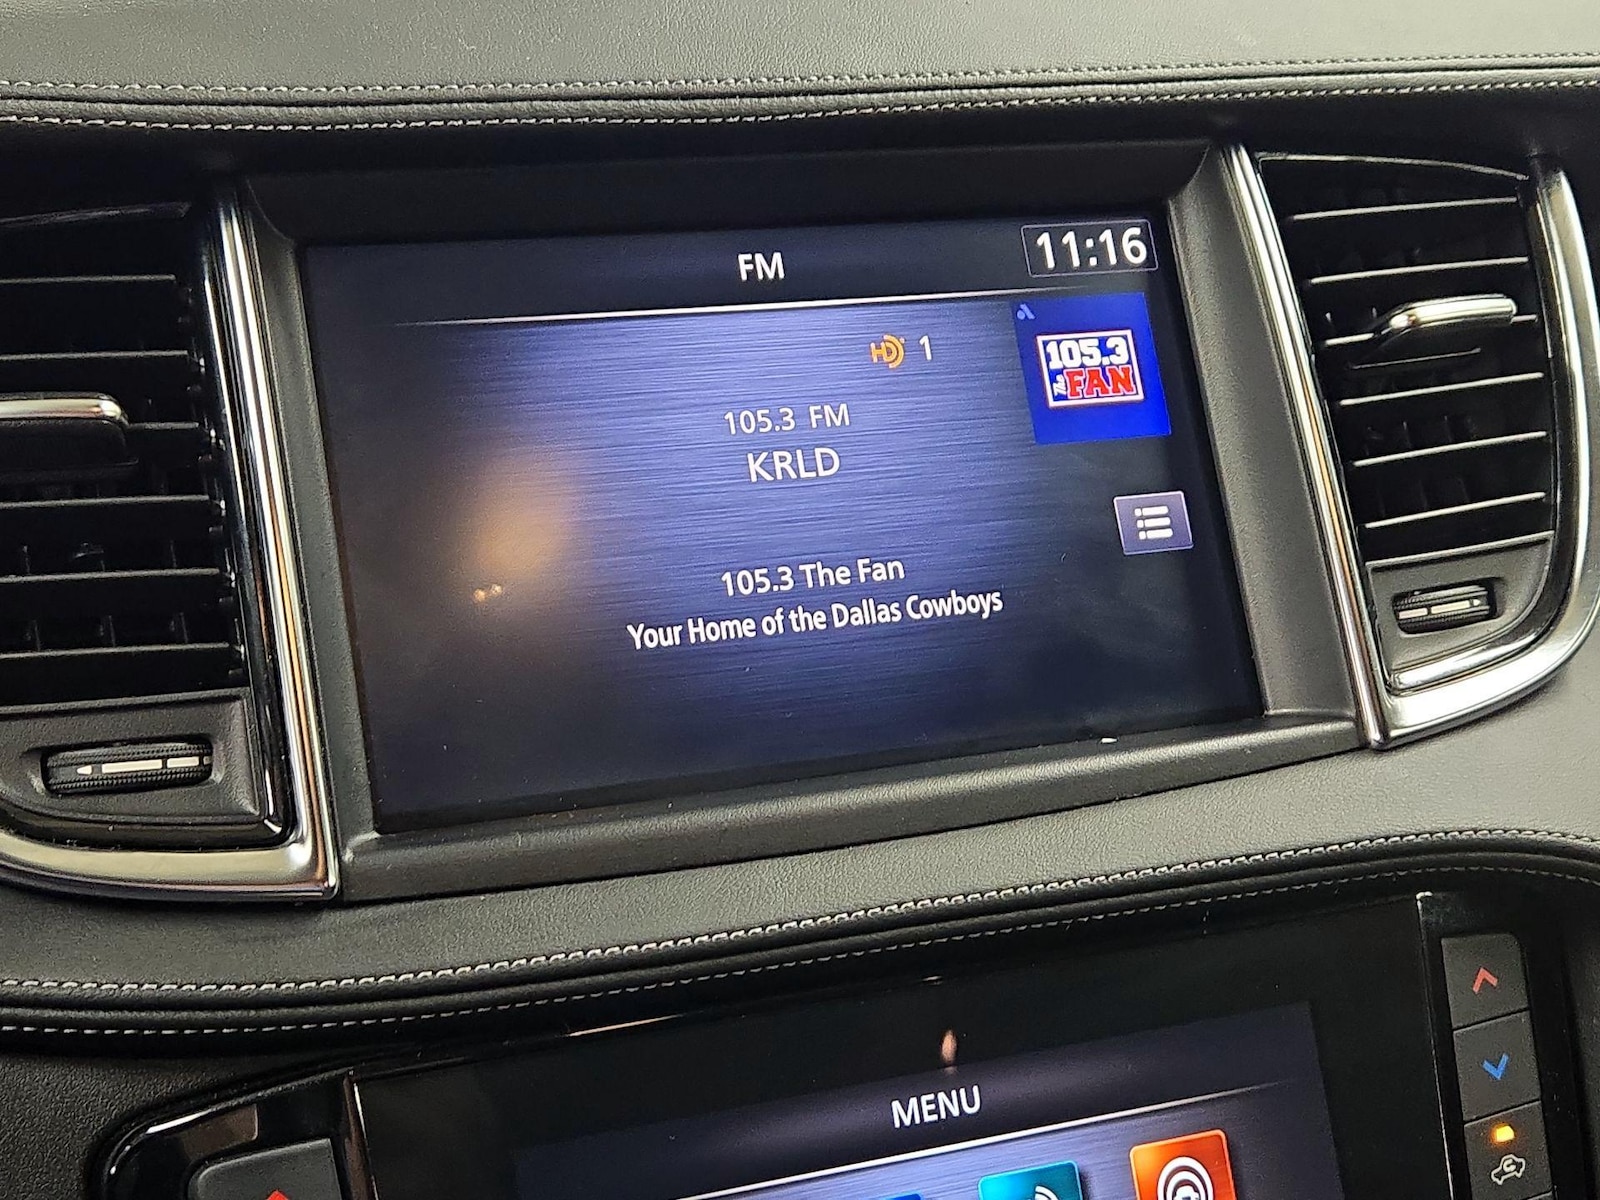 FM
11:16
HD 1
105.3
The FAN
105.3 FM
KRLD
105.3 The Fan
Your Home of the Dallas Cowboys
MENU